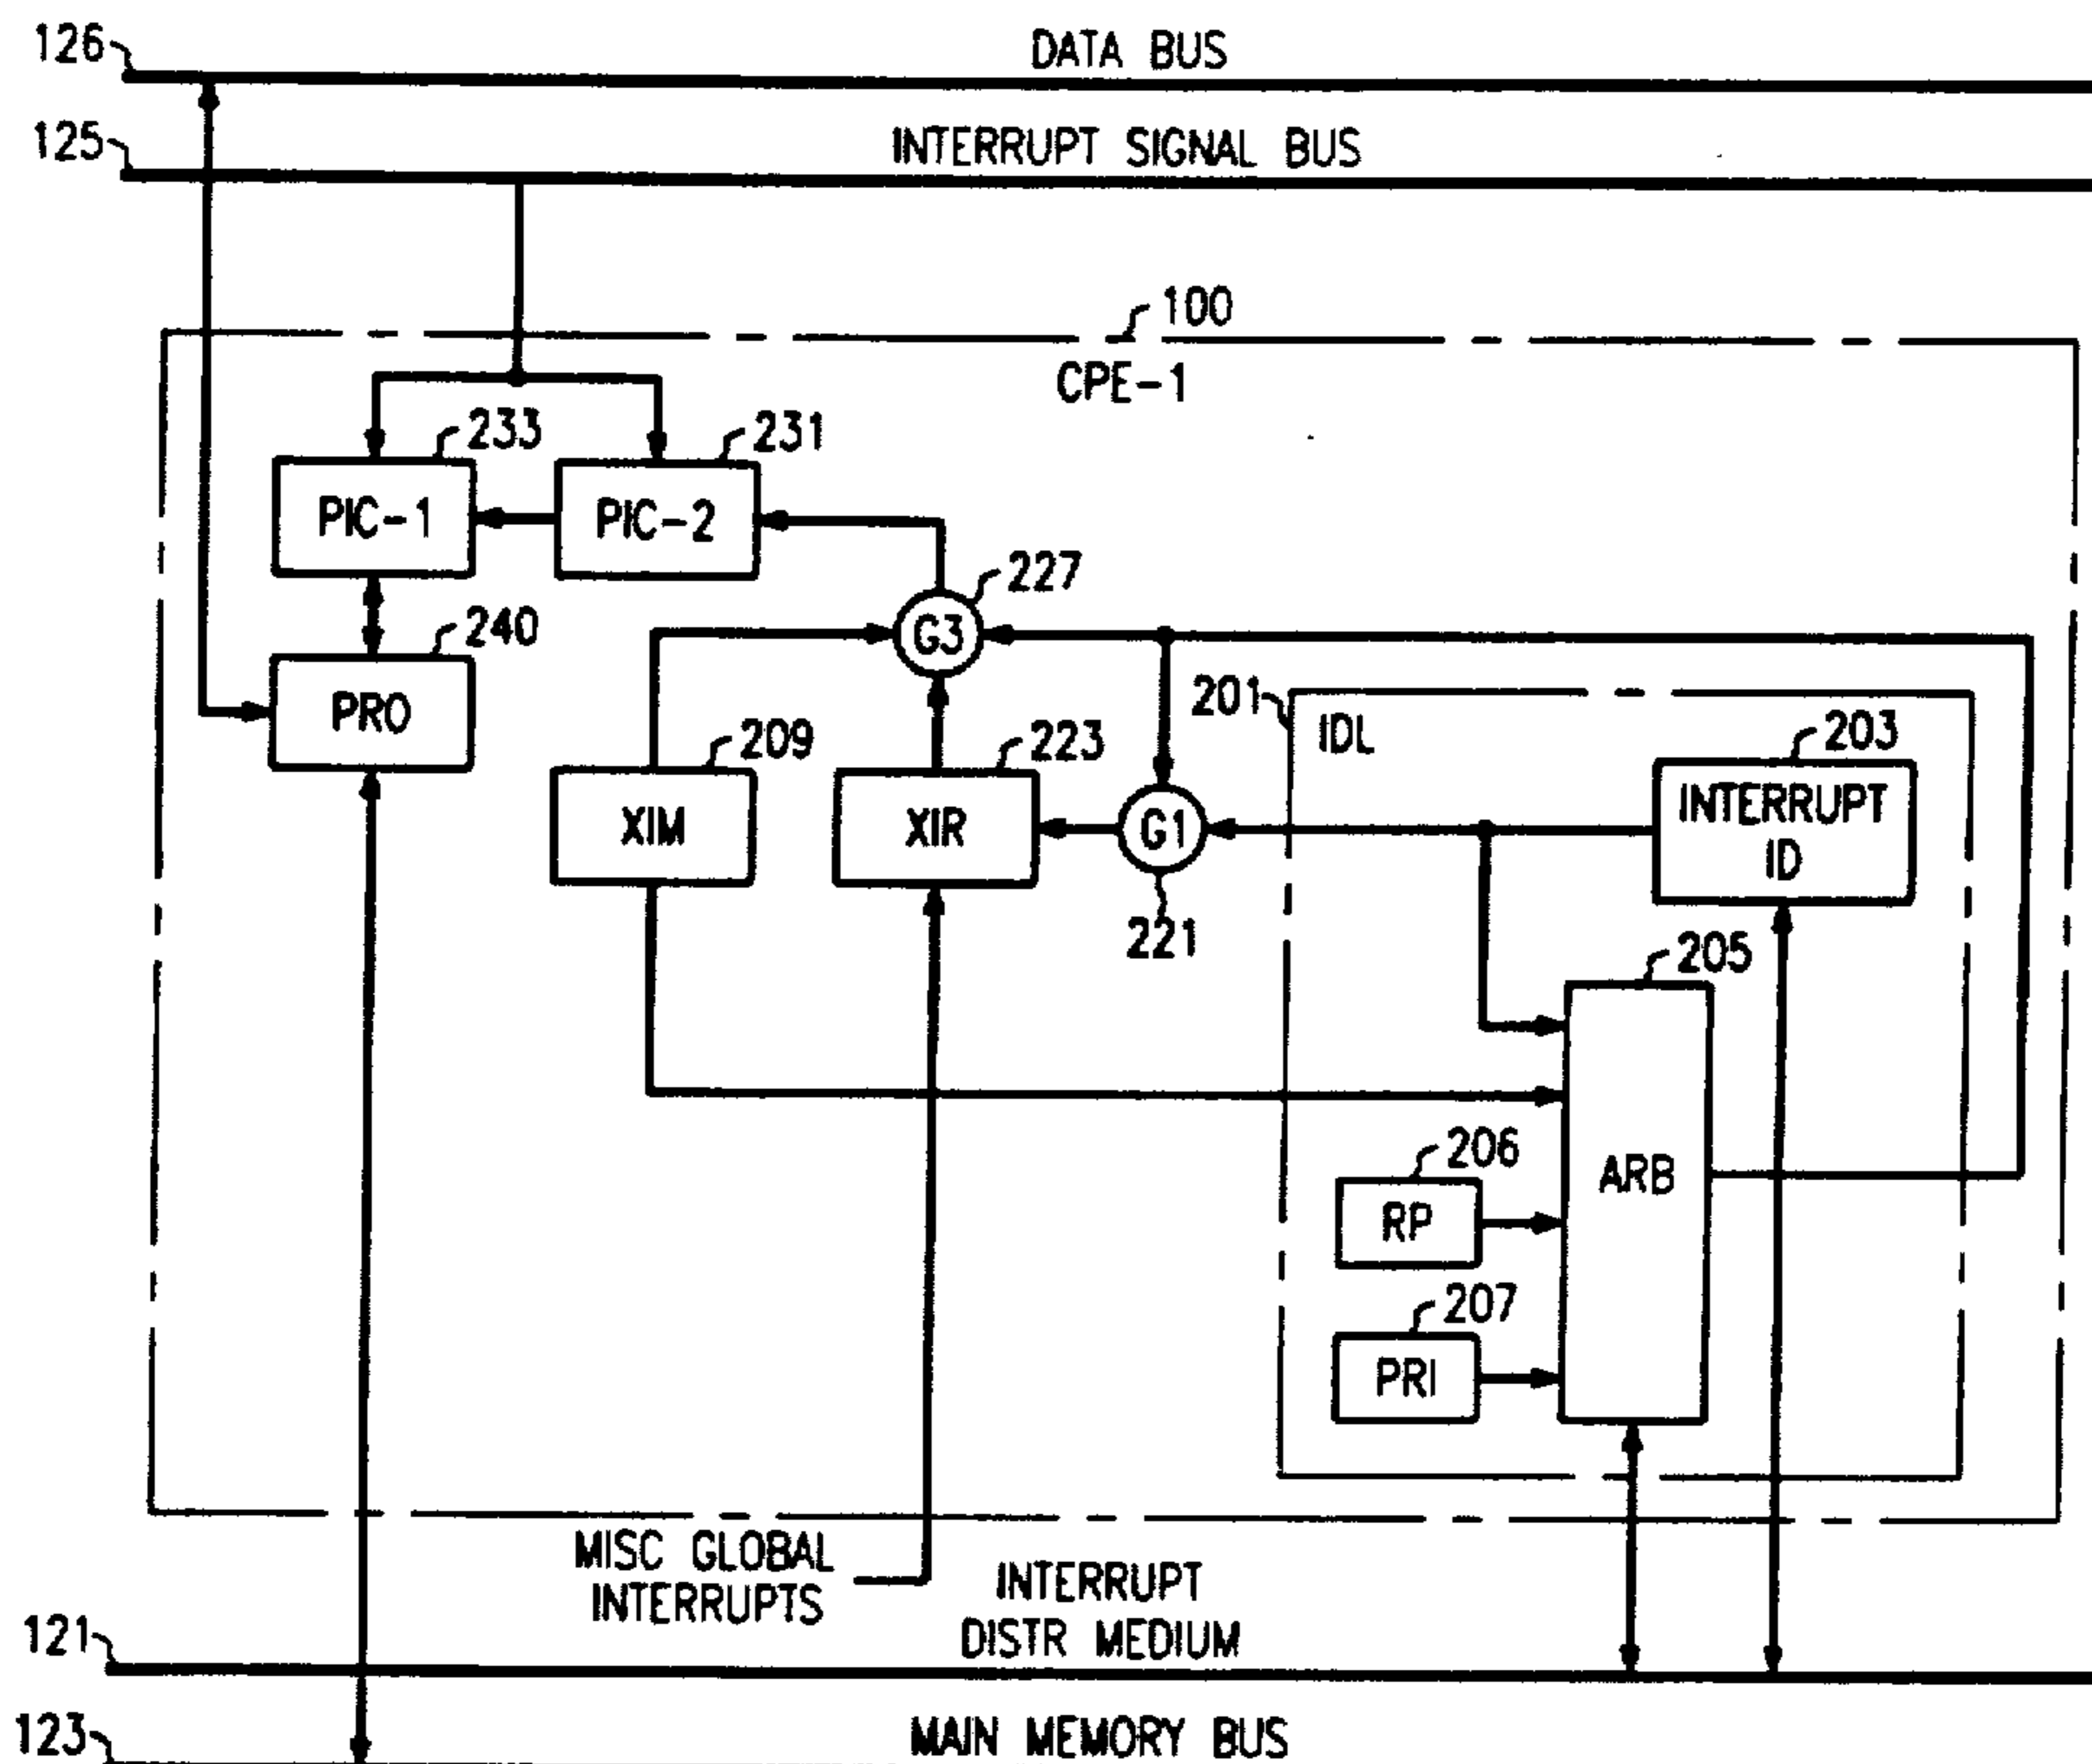 126
DATA BUS
125
INTERRUPT SIGNAL BUS
100
CPE-1
233
231
PIC-1
PIC-2
227
240
G3
PRO
201
IDL
209
223
203
XIM
XIR
G1
INTERRUPT
ID
221
205
206
RP
ARB
207
PRI
MISC GLOBAL
INTERRUPTS
INTERRUPT
DISTR MEDIUM
121
123
MAIN MEMORY BUS